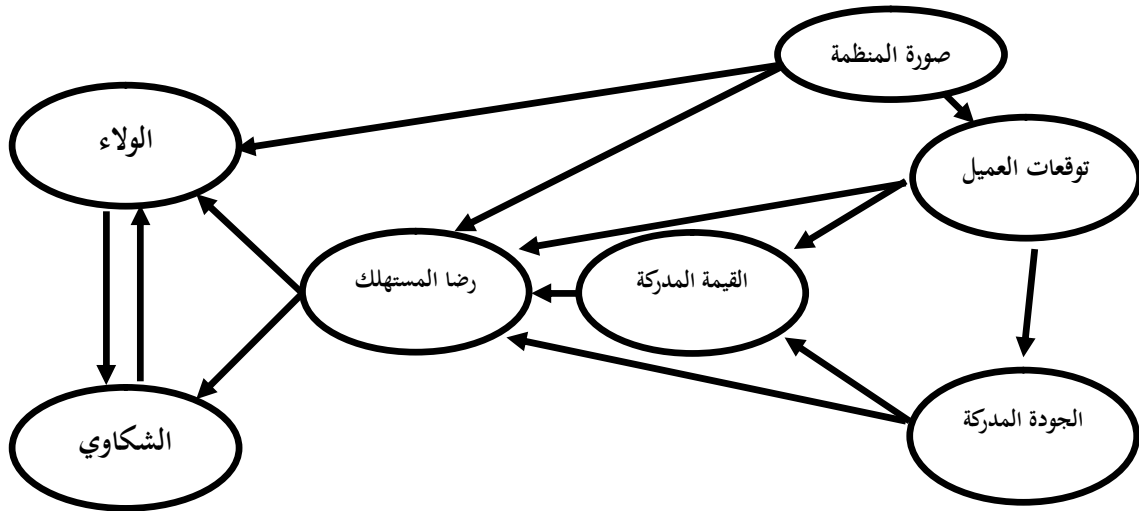 صورة المنظمة
الولاء
توقعات العميل
القيمة المدركة
رضا المستهلك
الجودة المدركة
الشكاوي